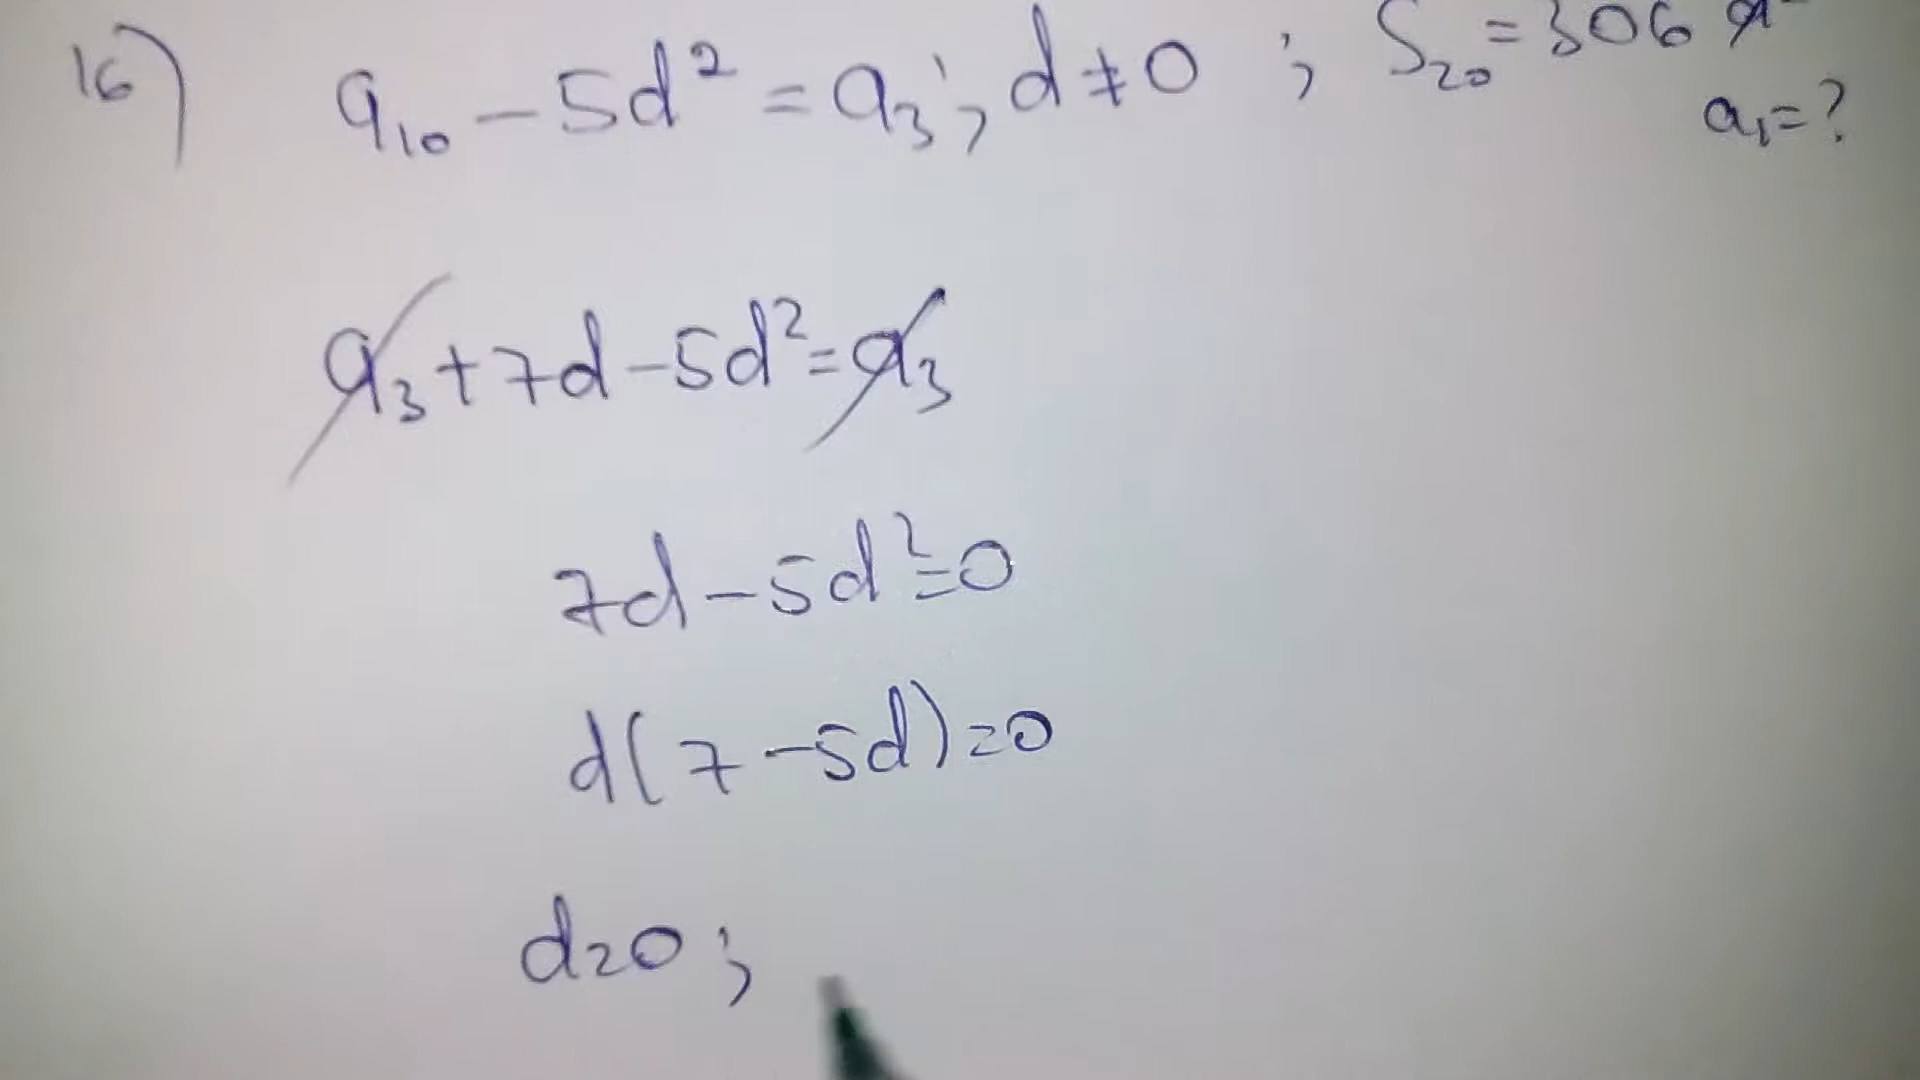 16) a₁₀ - 5d² = a₃ ; d ≠ 0 ; S₂₀ = 306
a₁ = ?
a₃ + 7d - 5d² = a₃
7d - 5d² = 0
d(7 - 5d) = 0
d = 0 ;